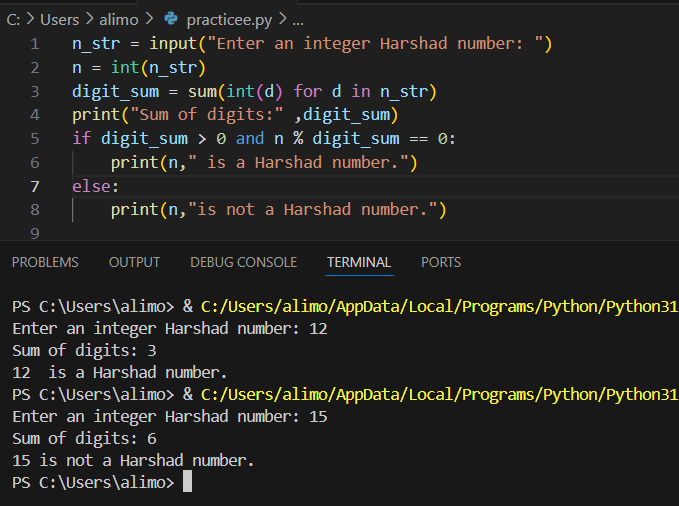 C: > Users > alimo > practicee.py > ...
1 n_str = input("Enter an integer Harshad number: ")
2 n = int(n_str)
3 digit_sum = sum(int(d) for d in n_str)
4 print("Sum of digits:" ,digit_sum)
5 if digit_sum > 0 and n % digit_sum == 0:
6     print(n," is a Harshad number.")
7 else:
8     print(n,"is not a Harshad number.")
9
PROBLEMS OUTPUT DEBUG CONSOLE TERMINAL PORTS
PS C:\Users\alimo> & C:/Users/alimo/AppData/Local/Programs/Python/Python31
Enter an integer Harshad number: 12
Sum of digits: 3
12  is a Harshad number.
PS C:\Users\alimo> & C:/Users/alimo/AppData/Local/Programs/Python/Python31
Enter an integer Harshad number: 15
Sum of digits: 6
15 is not a Harshad number.
PS C:\Users\alimo>